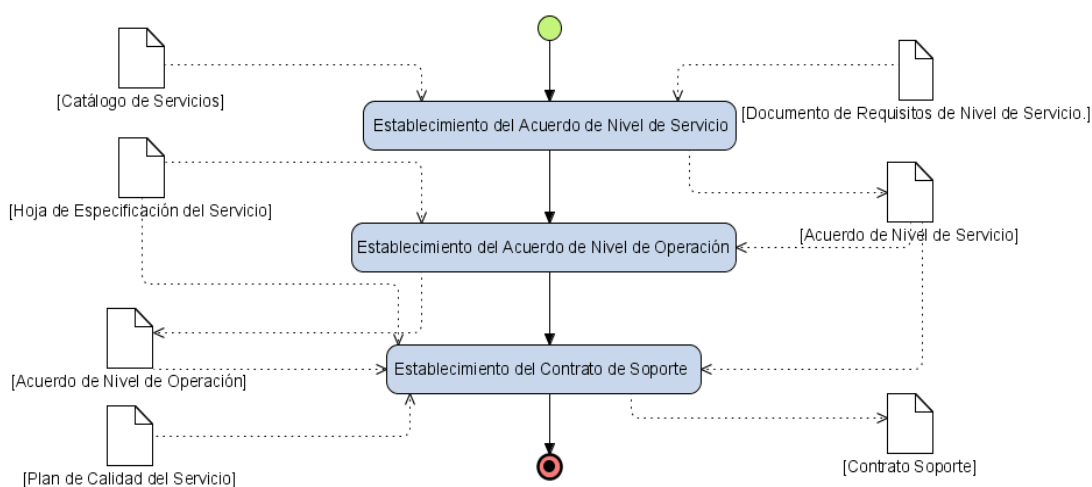 [Catálogo de Servicios]
[Documento de Requisitos de Nivel de Servicio.]
Establecimiento del Acuerdo de Nivel de Servicio
[Hoja de Especificación del Servicio]
[Acuerdo de Nivel de Servicio]
Establecimiento del Acuerdo de Nivel de Operación
[Acuerdo de Nivel de Operación]
Establecimiento del Contrato de Soporte
[Plan de Calidad del Servicio]
[Contrato Soporte]